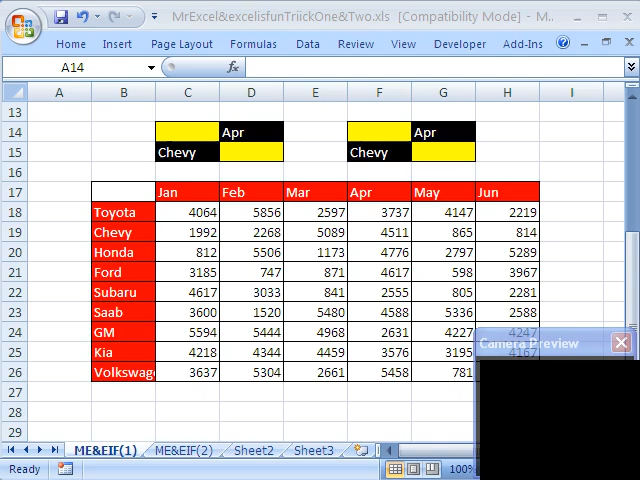 MrExcel&excelisfunTriickOne&Two.xls [Compatibility Mode] - M..
Home Insert Page Layout Formulas Data Review View Developer Add-Ins
A14 fx
A B C D E F G H I
13
14 Apr Apr
15 Chevy Chevy
16
17 Jan Feb Mar Apr May Jun
18 Toyota 4064 5856 2597 3737 4147 2219
19 Chevy 1992 2268 5089 4511 865 814
20 Honda 812 5506 1173 4776 2797 5289
21 Ford 3185 747 871 4617 598 3967
22 Subaru 4617 3033 841 2555 805 2281
23 Saab 3600 1520 5480 4588 5336 2588
24 GM 5594 5444 4968 2631 4227 4247
Camera Preview
25 Kia 4218 4344 4459 3576 3195 4167
26 Volkswage 3637 5304 2661 5458 781
27
28
29
ME&EIF(1) ME&EIF(2) Sheet2 Sheet3
Ready 100%